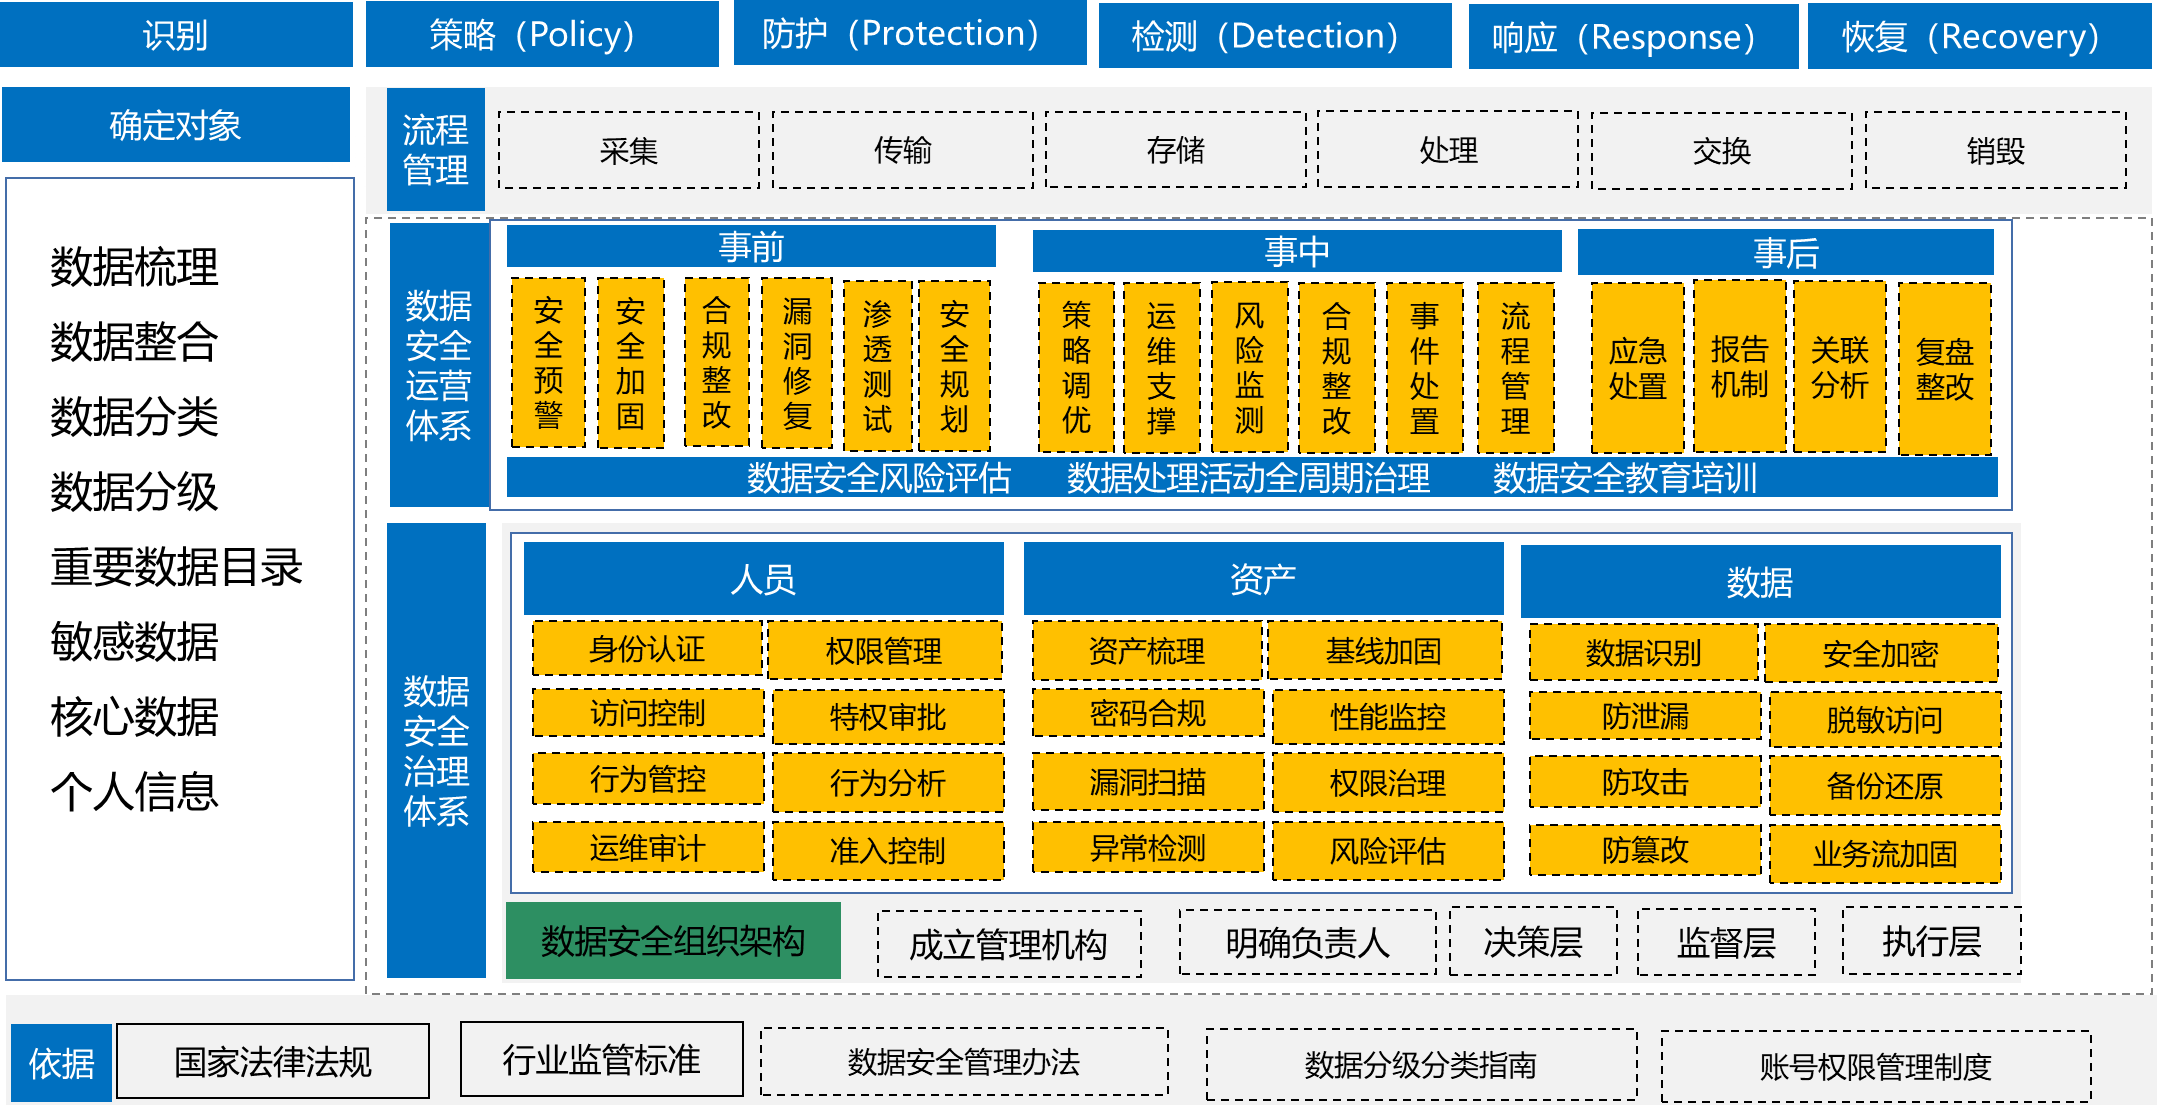 识别
策略（Policy）
防护（Protection）
检测（Detection）
响应（Response）
恢复（Recovery）
确定对象
数据梳理
数据整合
数据分类
数据分级
重要数据目录
敏感数据
核心数据
个人信息
流程
管理
采集
传输
存储
处理
交换
销毁
数据
安全
运营
体系
事前
安全预警
安全加固
合规整改
漏洞修复
渗透测试
安全规划
事中
策略调优
运维支撑
风险监测
合规整改
事件处置
流程管理
事后
应急
处置
报告
机制
关联
分析
复盘
整改
数据安全风险评估 数据处理活动全周期治理 数据安全教育培训
数据
安全
治理
体系
人员
身份认证
权限管理
访问控制
特权审批
行为管控
行为分析
运维审计
准入控制
资产
资产梳理
基线加固
密码合规
性能监控
漏洞扫描
权限治理
异常检测
风险评估
数据
数据识别
安全加密
防泄漏
脱敏访问
防攻击
备份还原
防篡改
业务流加固
数据安全组织架构
成立管理机构
明确负责人
决策层
监督层
执行层
依据
国家法律法规
行业监管标准
数据安全管理办法
数据分级分类指南
账号权限管理制度